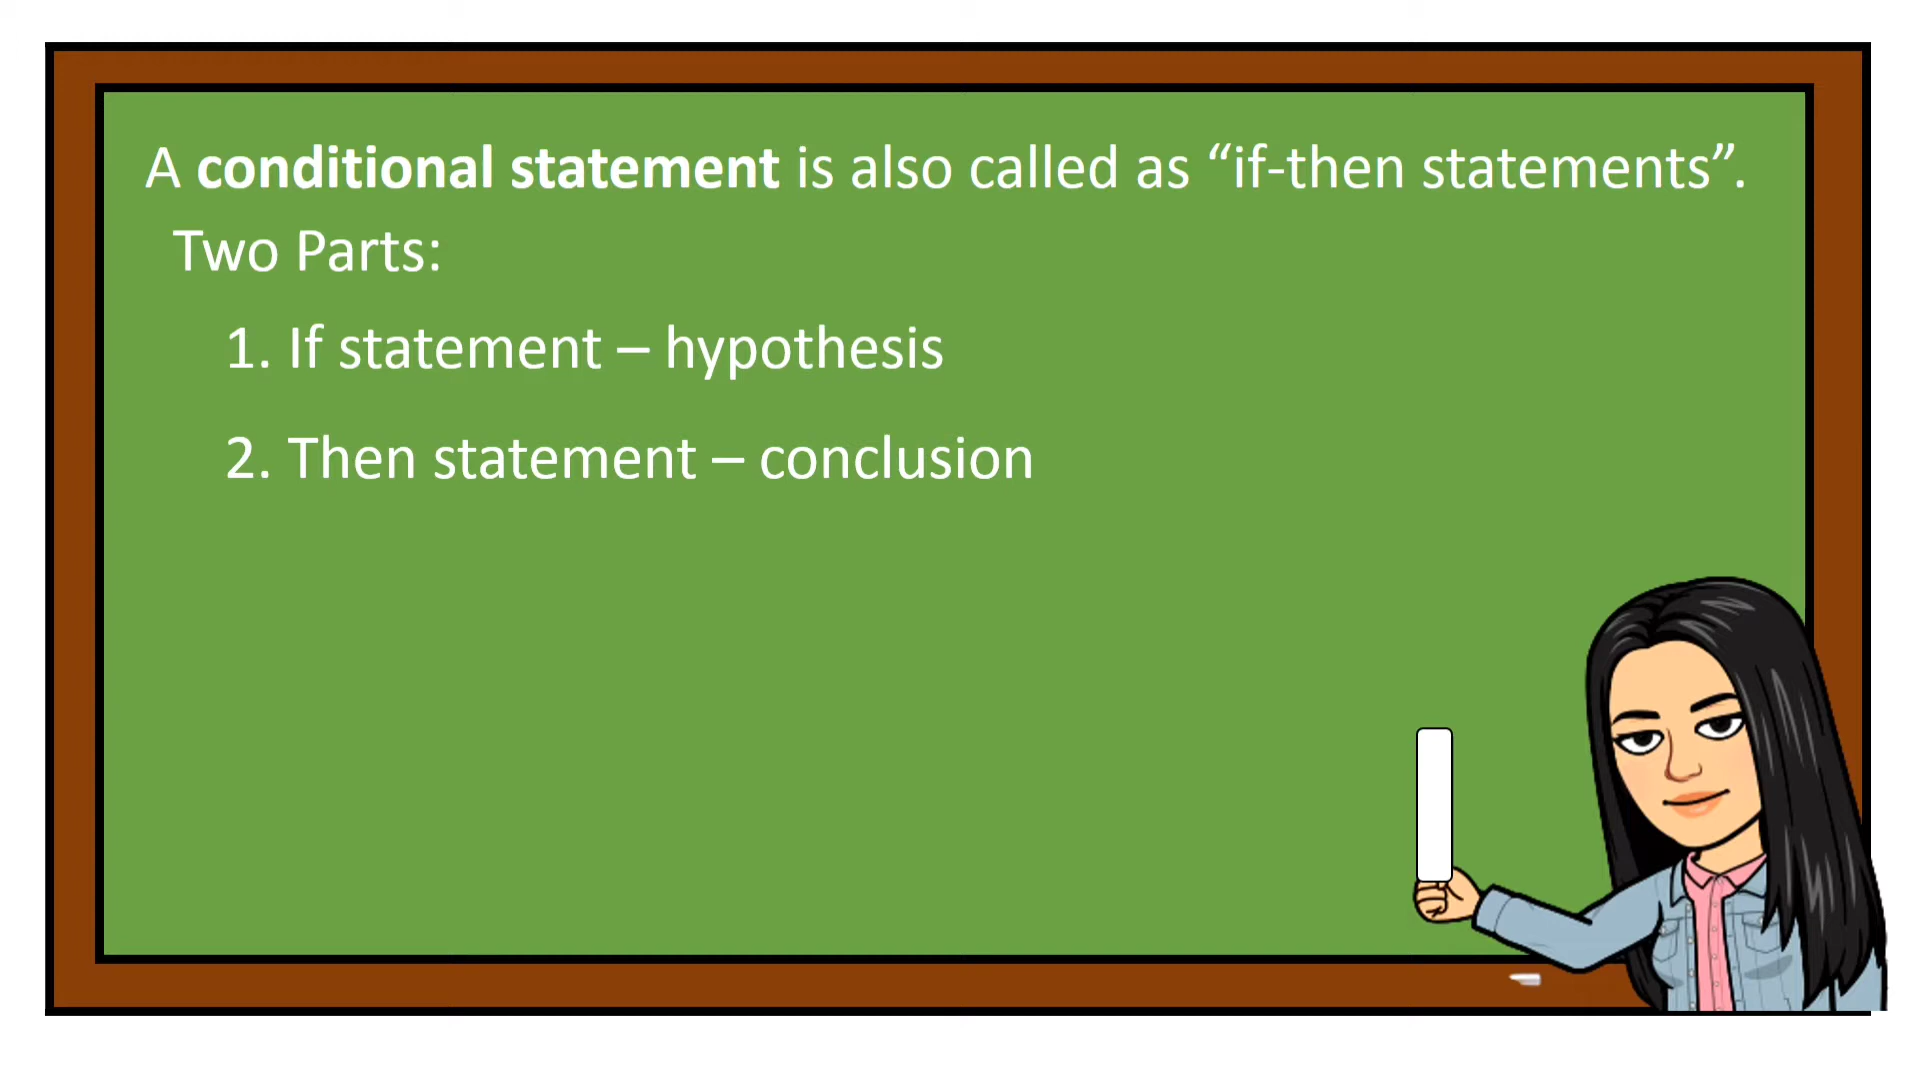 A conditional statement is also called as “if-then statements”.
Two Parts:
1. If statement – hypothesis
2. Then statement – conclusion